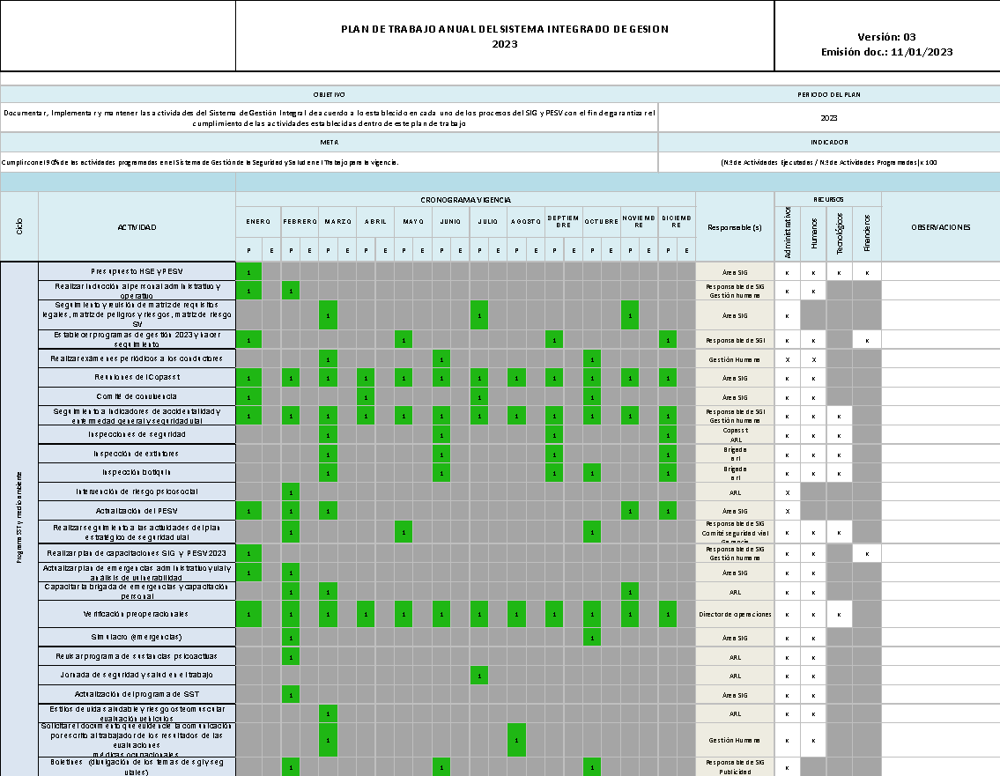 PLAN DE TRABAJO ANUAL DEL SISTEMA INTEGRADO DE GESION
2023
Versión: 03
Emisión doc.: 11/01/2023
OBJETIVO
PERIODO DEL PLAN
Documentar, Implementar y mantener las actividades del Sistema de Gestión Integral de acuerdo a lo establecido en cada uno de los procesos del SIG y PESV con el fin de garantizar el
cumplimiento de las actividades establecidas dentro de este plan de trabajo
2023
META
INDICADOR
Cumplir con el 90% de las actividades programadas en el Sistema de Gestión de la Seguridad y Salud en el Trabajo para la vigencia.
(N.º de Actividades Ejecutadas / N.º de Actividades Programadas) x 100
Ciclo
ACTIVIDAD
CRONOGRAMA VIGENCIA
Responsable (s)
RECURSOS
OBSERVACIONES
ENERO FEBRERO MARZO ABRIL MAYO JUNIO JULIO AGOSTO SEPTIEM
BRE OCTUBRE NOVIEMB
RE DICIEMB
RE
Administrativos Humanos Tecnológicos Financieros
P E P E P E P E P E P E P E P E P E P E P E P E
Programa SST y medio ambiente
Presupuesto HSE y PESV
1
Área SIG
x x x x
Realizar inducción al personal administrativo y
operativo
1 1
Responsable de SIG
Gestión humana
x x
Seguimiento y revisión de matriz de requisitos
legales, matriz de peligros y riesgos, matriz de riesgo
SV
1 1 1
Área SIG
x
Establecer programas de gestión 2023 y hacer
seguimiento
1 1 1 1
Responsable de SGI
x x x
Realizar exámenes periódicos a los conductores
1 1 1
Gestión Humana
X X
Reuniones del Copasst
1 1 1 1 1 1 1 1 1 1 1 1
Área SIG
x x
Comité de convivencia
1 1 1 1
Área SIG
x x
Seguimiento a Indicadores de accidentalidad y
enfermedad general y seguridad vial
1 1 1 1 1 1 1 1 1 1 1 1
Responsable de SGI
Gestión humana
x x x
Inspecciones de seguridad
1 1 1 1
Copasst
ARL
x x x
Inspección de extintores
1 1 1 1
Brigada
arl
x x x
Inspección botiquín
1 1 1 1 1
Brigada
arl
x x x
Intervención de riesgo psicosocial
1
ARL
X
Actualización del PESV
1 1 1 1 1
Área SIG
X
Realizar seguimiento a las actividades del plan
estratégico de seguridad vial
1 1 1
Responsable de SIG
Comité seguridad vial
Gerencia
x x x
Realizar plan de capacitaciones SIG y PESV 2023
1
Responsable de SIG
Gestión humana
x x x
Actualizar plan de emergencias administrativo y vial y
análisis de vulnerabilidad
1 1
Área SIG
x x
Capacitar la brigada de emergencias y capacitación
personal
1 1 1
ARL
x x
Verificación preoperacionales
1 1 1 1 1 1 1 1 1 1 1 1
Director de operaciones
x x x
Simulacro (emergencias)
1 1
Área SIG
x x
Revisar programa de sustancias psicoactivas
1
ARL
x x
Jornada de seguridad y salud en el trabajo
1
ARL
x x
Actualización del programa de SST
1
Área SIG
x x
Estilos de vida saludable y riesgo osteomuscular
evaluación vehículos
1
ARL
x x
Solicitar el documento que evidencie la comunicación
por escrito al trabajador de los resultados de las
evaluaciones
médicas ocupacionales
1 1
Gestión Humana
x x
Boletines (divulgación de los temas de sgi y seg
viales)
1 1 1
Responsable de SIG
Publicidad
x